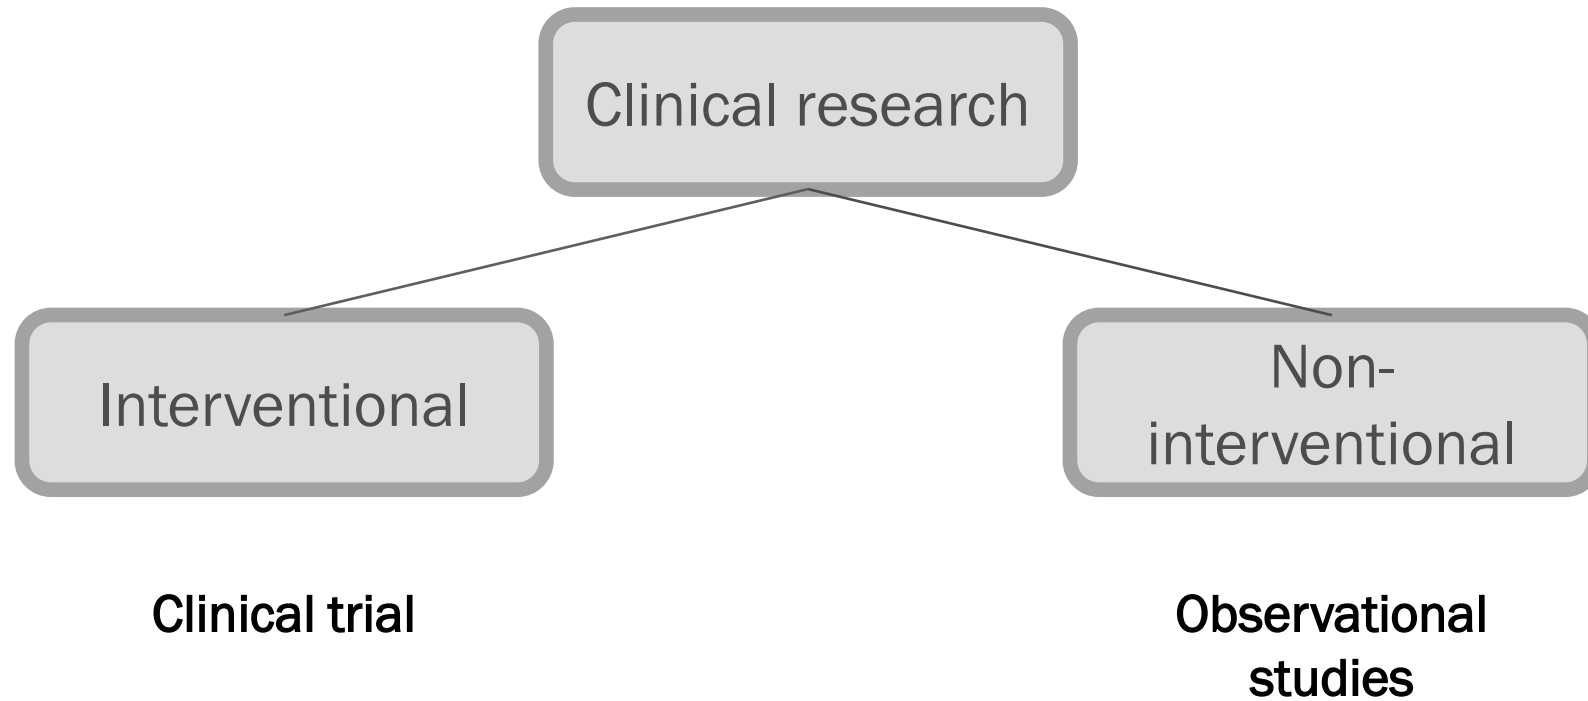 Clinical research
Interventional
Non-
interventional
Clinical trial
Observational
studies